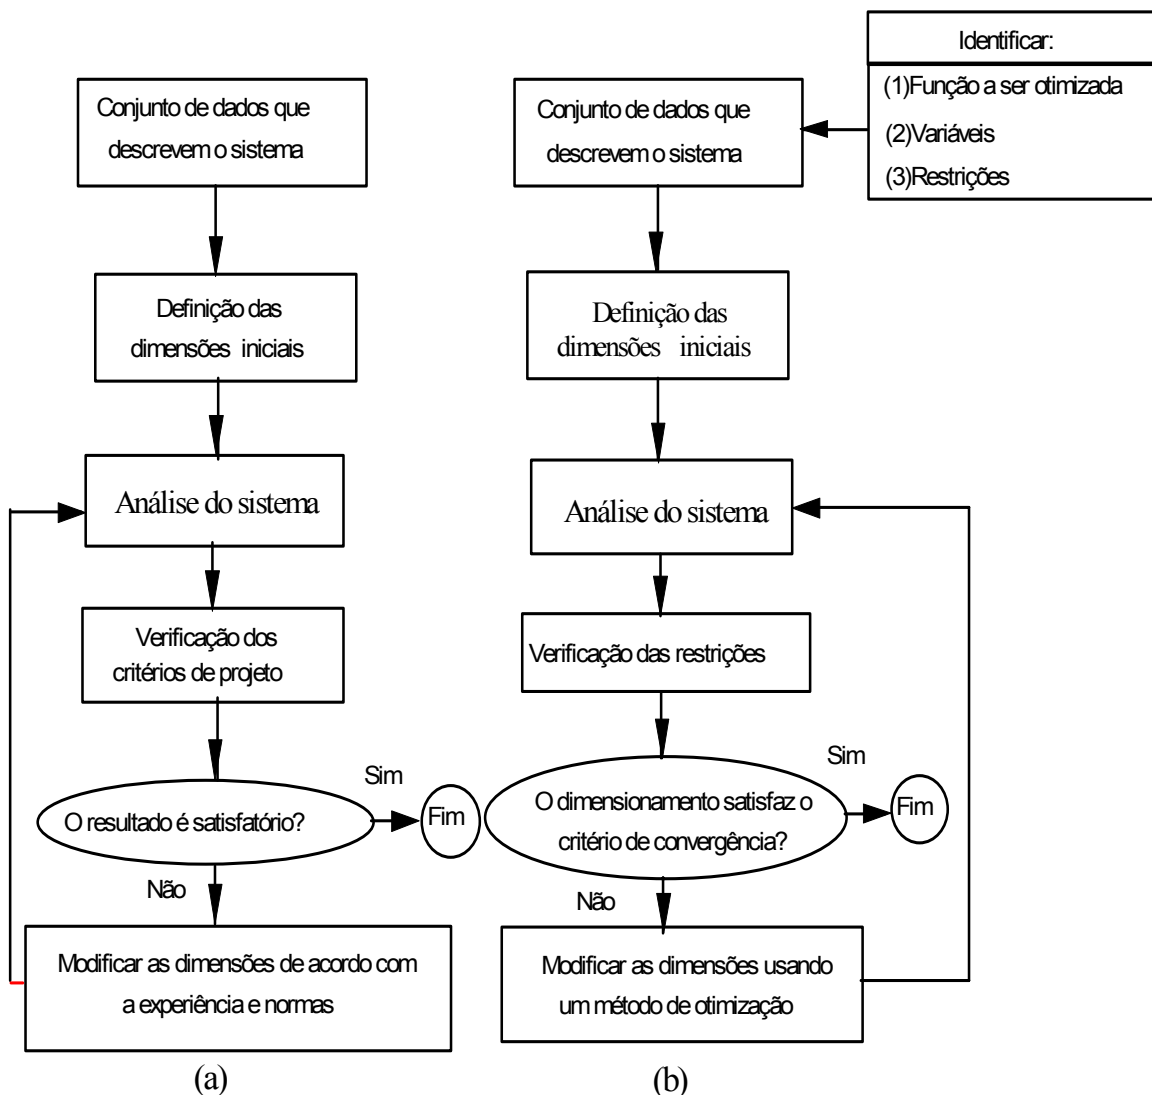 Conjunto de dados que
descrevem o sistema
Definição das
dimensões iniciais
Análise do sistema
Verificação dos
critérios de projeto
O resultado é satisfatório?
Sim
Fim
Não
Modificar as dimensões de acordo com
a experiência e normas
(a)
Identificar:
(1)Função a ser otimizada
(2)Variáveis
(3)Restrições
Conjunto de dados que
descrevem o sistema
Definição das
dimensões iniciais
Análise do sistema
Verificação das restrições
O dimensionamento satisfaz o
critério de convergência?
Sim
Fim
Não
Modificar as dimensões usando
um método de otimização
(b)